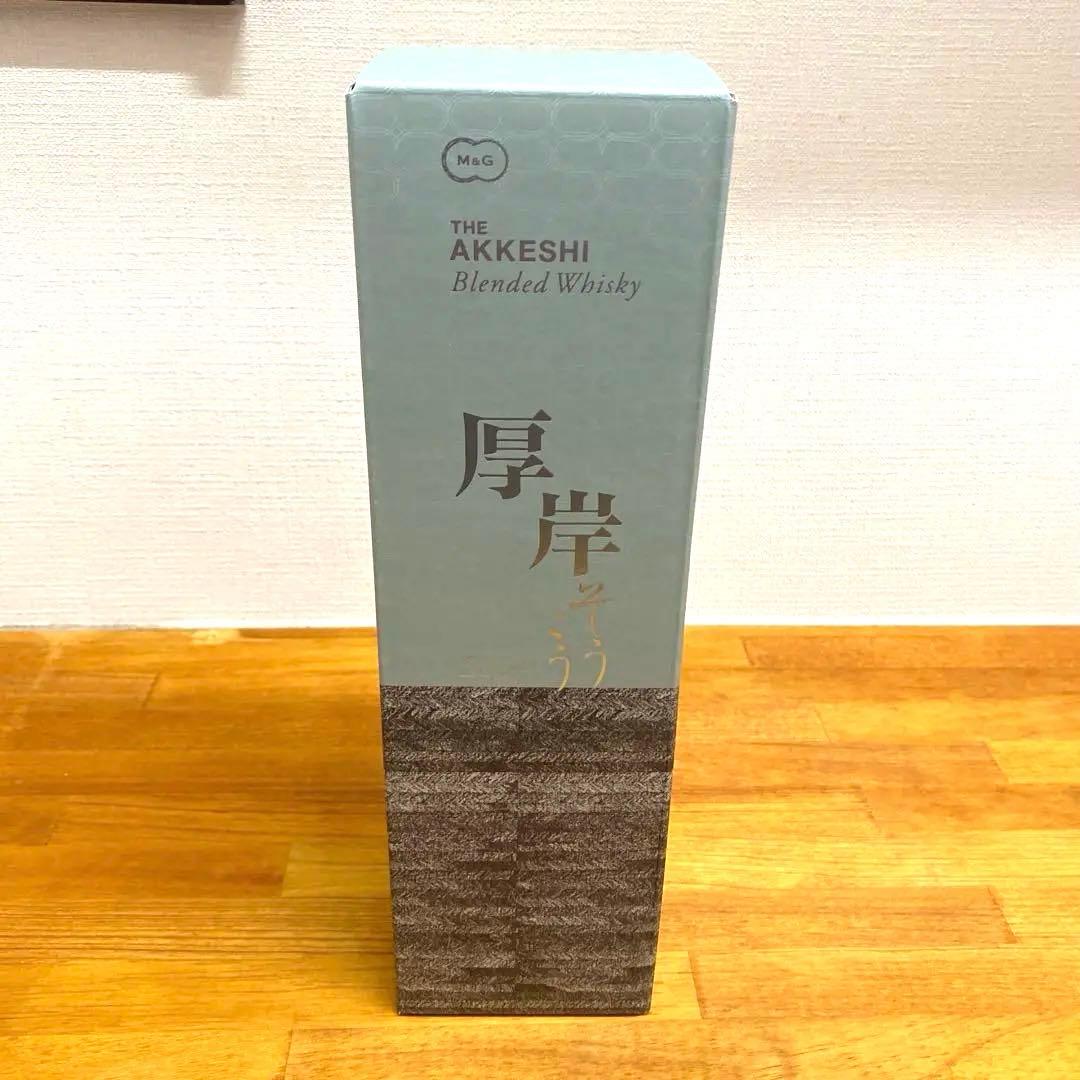 M&G
THE
AKKESHI
Blended Whisky
厚岸
そう
こう